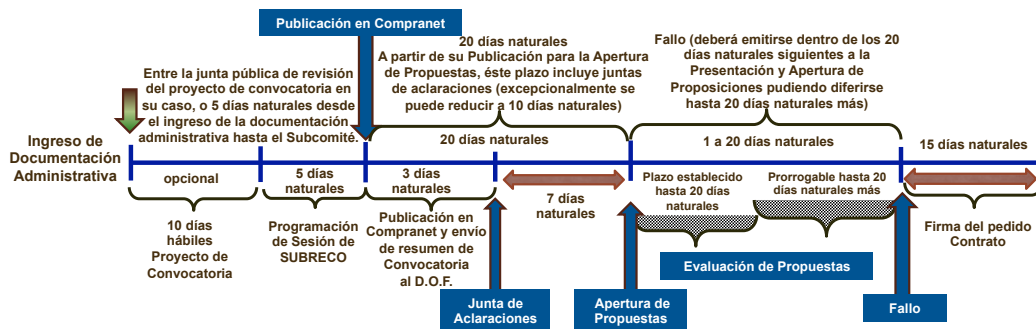 Publicación en Compranet
20 días naturales
A partir de su Publicación para la Apertura
de Propuestas, éste plazo incluye juntas
de aclaraciones (excepcionalmente se
puede reducir a 10 días naturales)
Fallo (deberá emitirse dentro de los 20
días naturales siguientes a la
Presentación y Apertura de
Proposiciones pudiendo diferirse
hasta 20 días naturales más)
Entre la junta pública de revisión
del proyecto de convocatoria en
su caso, o 5 días naturales desde
el ingreso de la documentación
administrativa hasta el Subcomité.
Ingreso de
Documentación
Administrativa
20 días naturales
1 a 20 días naturales
15 días naturales
opcional
5 días
naturales
3 días
naturales
7 días
naturales
Plazo establecido
hasta 20 días
naturales
Prorrogable hasta 20
días naturales más
10 días
hábiles
Proyecto de
Convocatoria
Programación
de Sesión de
SUBRECO
Publicación en
Compranet y envío
de resumen de
Convocatoria
al D.O.F.
Firma del pedido
Contrato
Evaluación de Propuestas
Junta de
Aclaraciones
Apertura de
Propuestas
Fallo